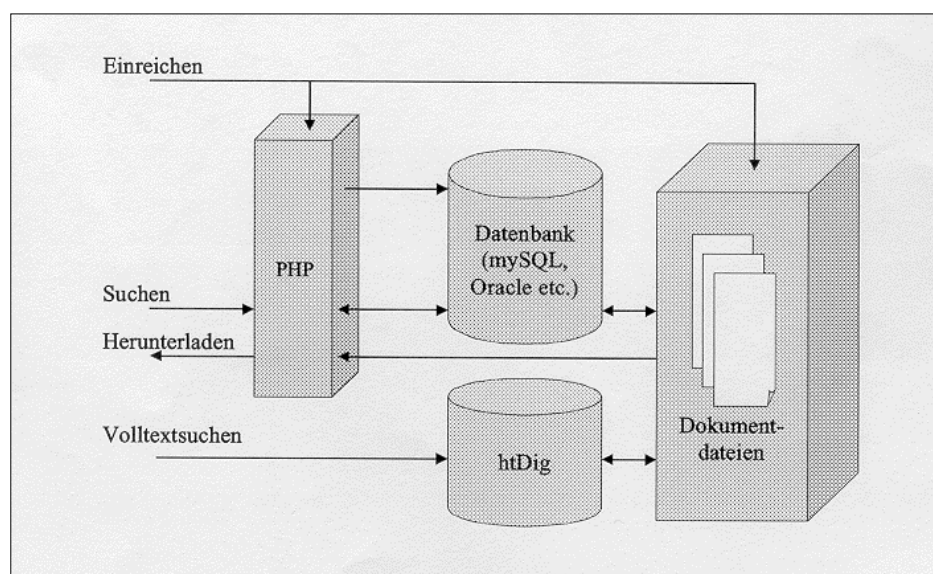 Einreichen
PHP
Datenbank
(mySQL,
Oracle etc.)
Suchen
Herunterladen
Volltextsuchen
htDig
Dokument-
dateien